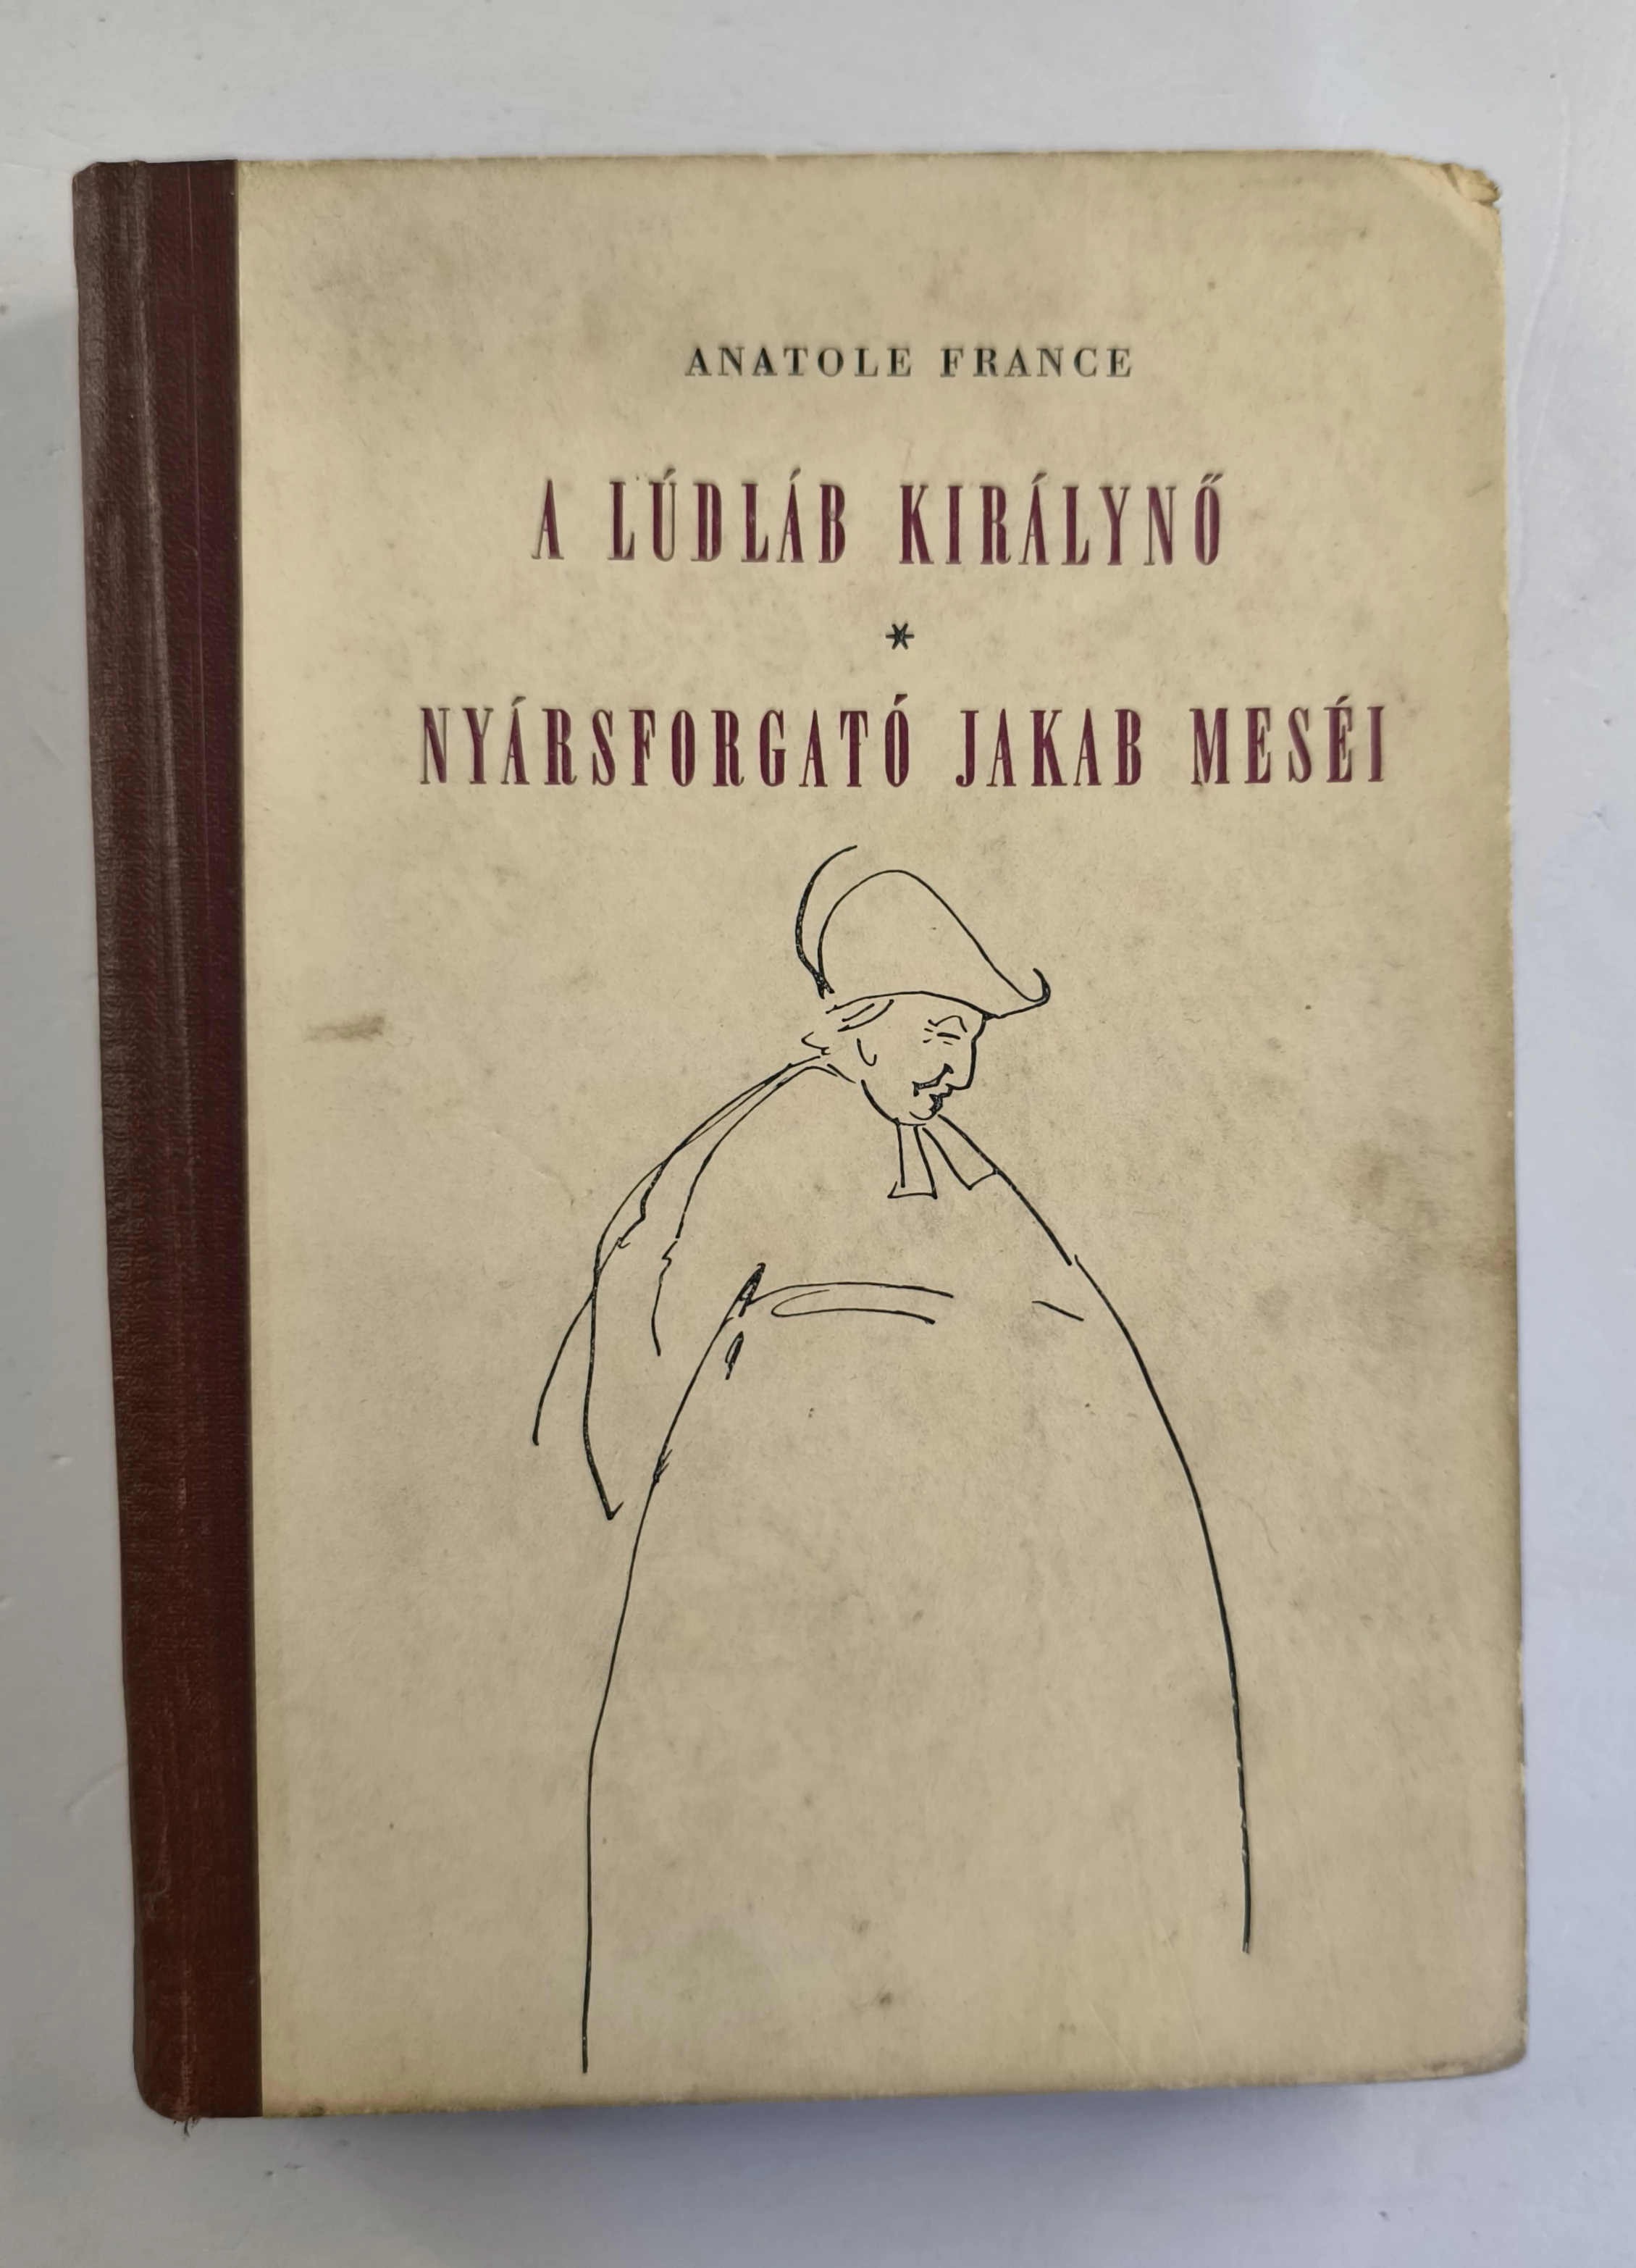 ANATOLE FRANCE
A LÚDLÁB KIRÁLYNŐ
*
NYÁRSFORGATÓ JAKAB MESÉI